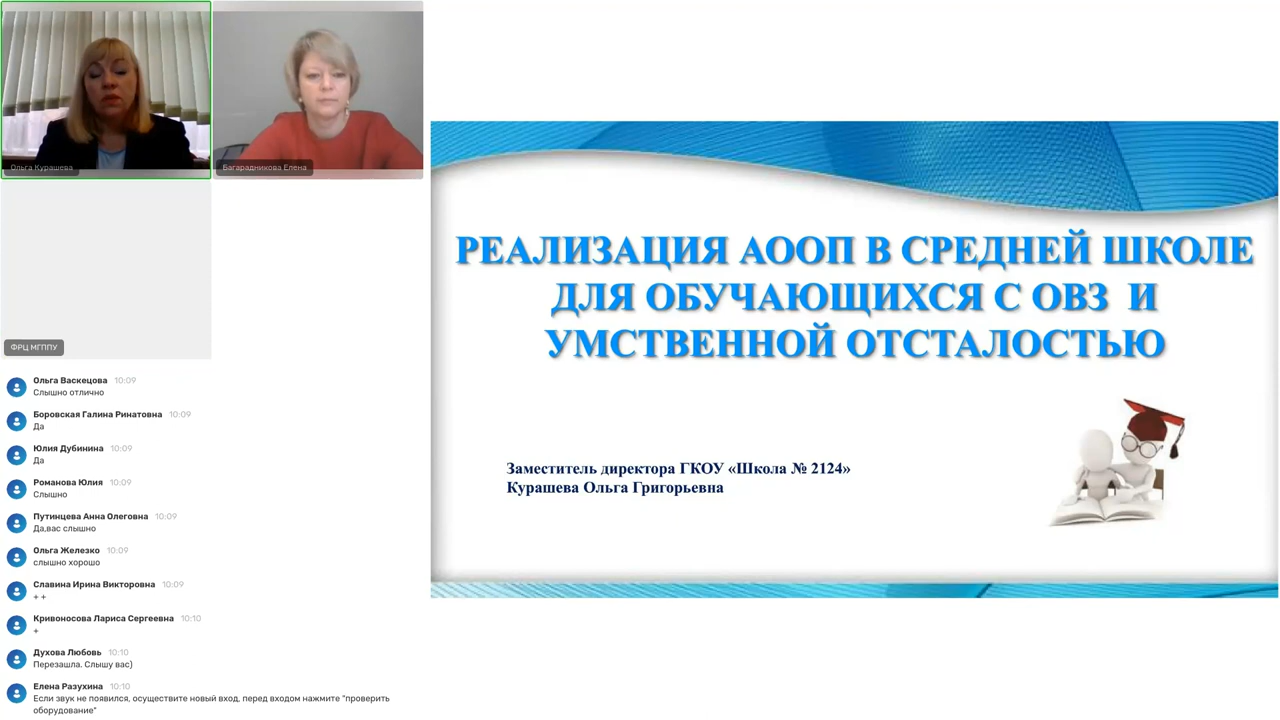 Ольга Курашева
Багарадникова Елена
ФРЦ МГППУ
Ольга Васкецова 10:09
Слышно отлично
Боровская Галина Ринатовна 10:09
Да
Юлия Дубинина 10:09
Да
Романова Юлия 10:09
Слышно
Путинцева Анна Олеговна 10:09
Да,вас слышно
Ольга Железко 10:09
слышно хорошо
Славина Ирина Викторовна 10:09
+ +
Кривоносова Лариса Сергеевна 10:10
+
Духова Любовь 10:10
Перезашла. Слышу вас)
Елена Разухина 10:10
Если звук не появился, осуществите новый вход, перед входом нажмите "проверить
оборудование"
РЕАЛИЗАЦИЯ АООП В СРЕДНЕЙ ШКОЛЕ
ДЛЯ ОБУЧАЮЩИХСЯ С ОВЗ И
УМСТВЕННОЙ ОТСТАЛОСТЬЮ
Заместитель директора ГКОУ «Школа № 2124»
Курашева Ольга Григорьевна